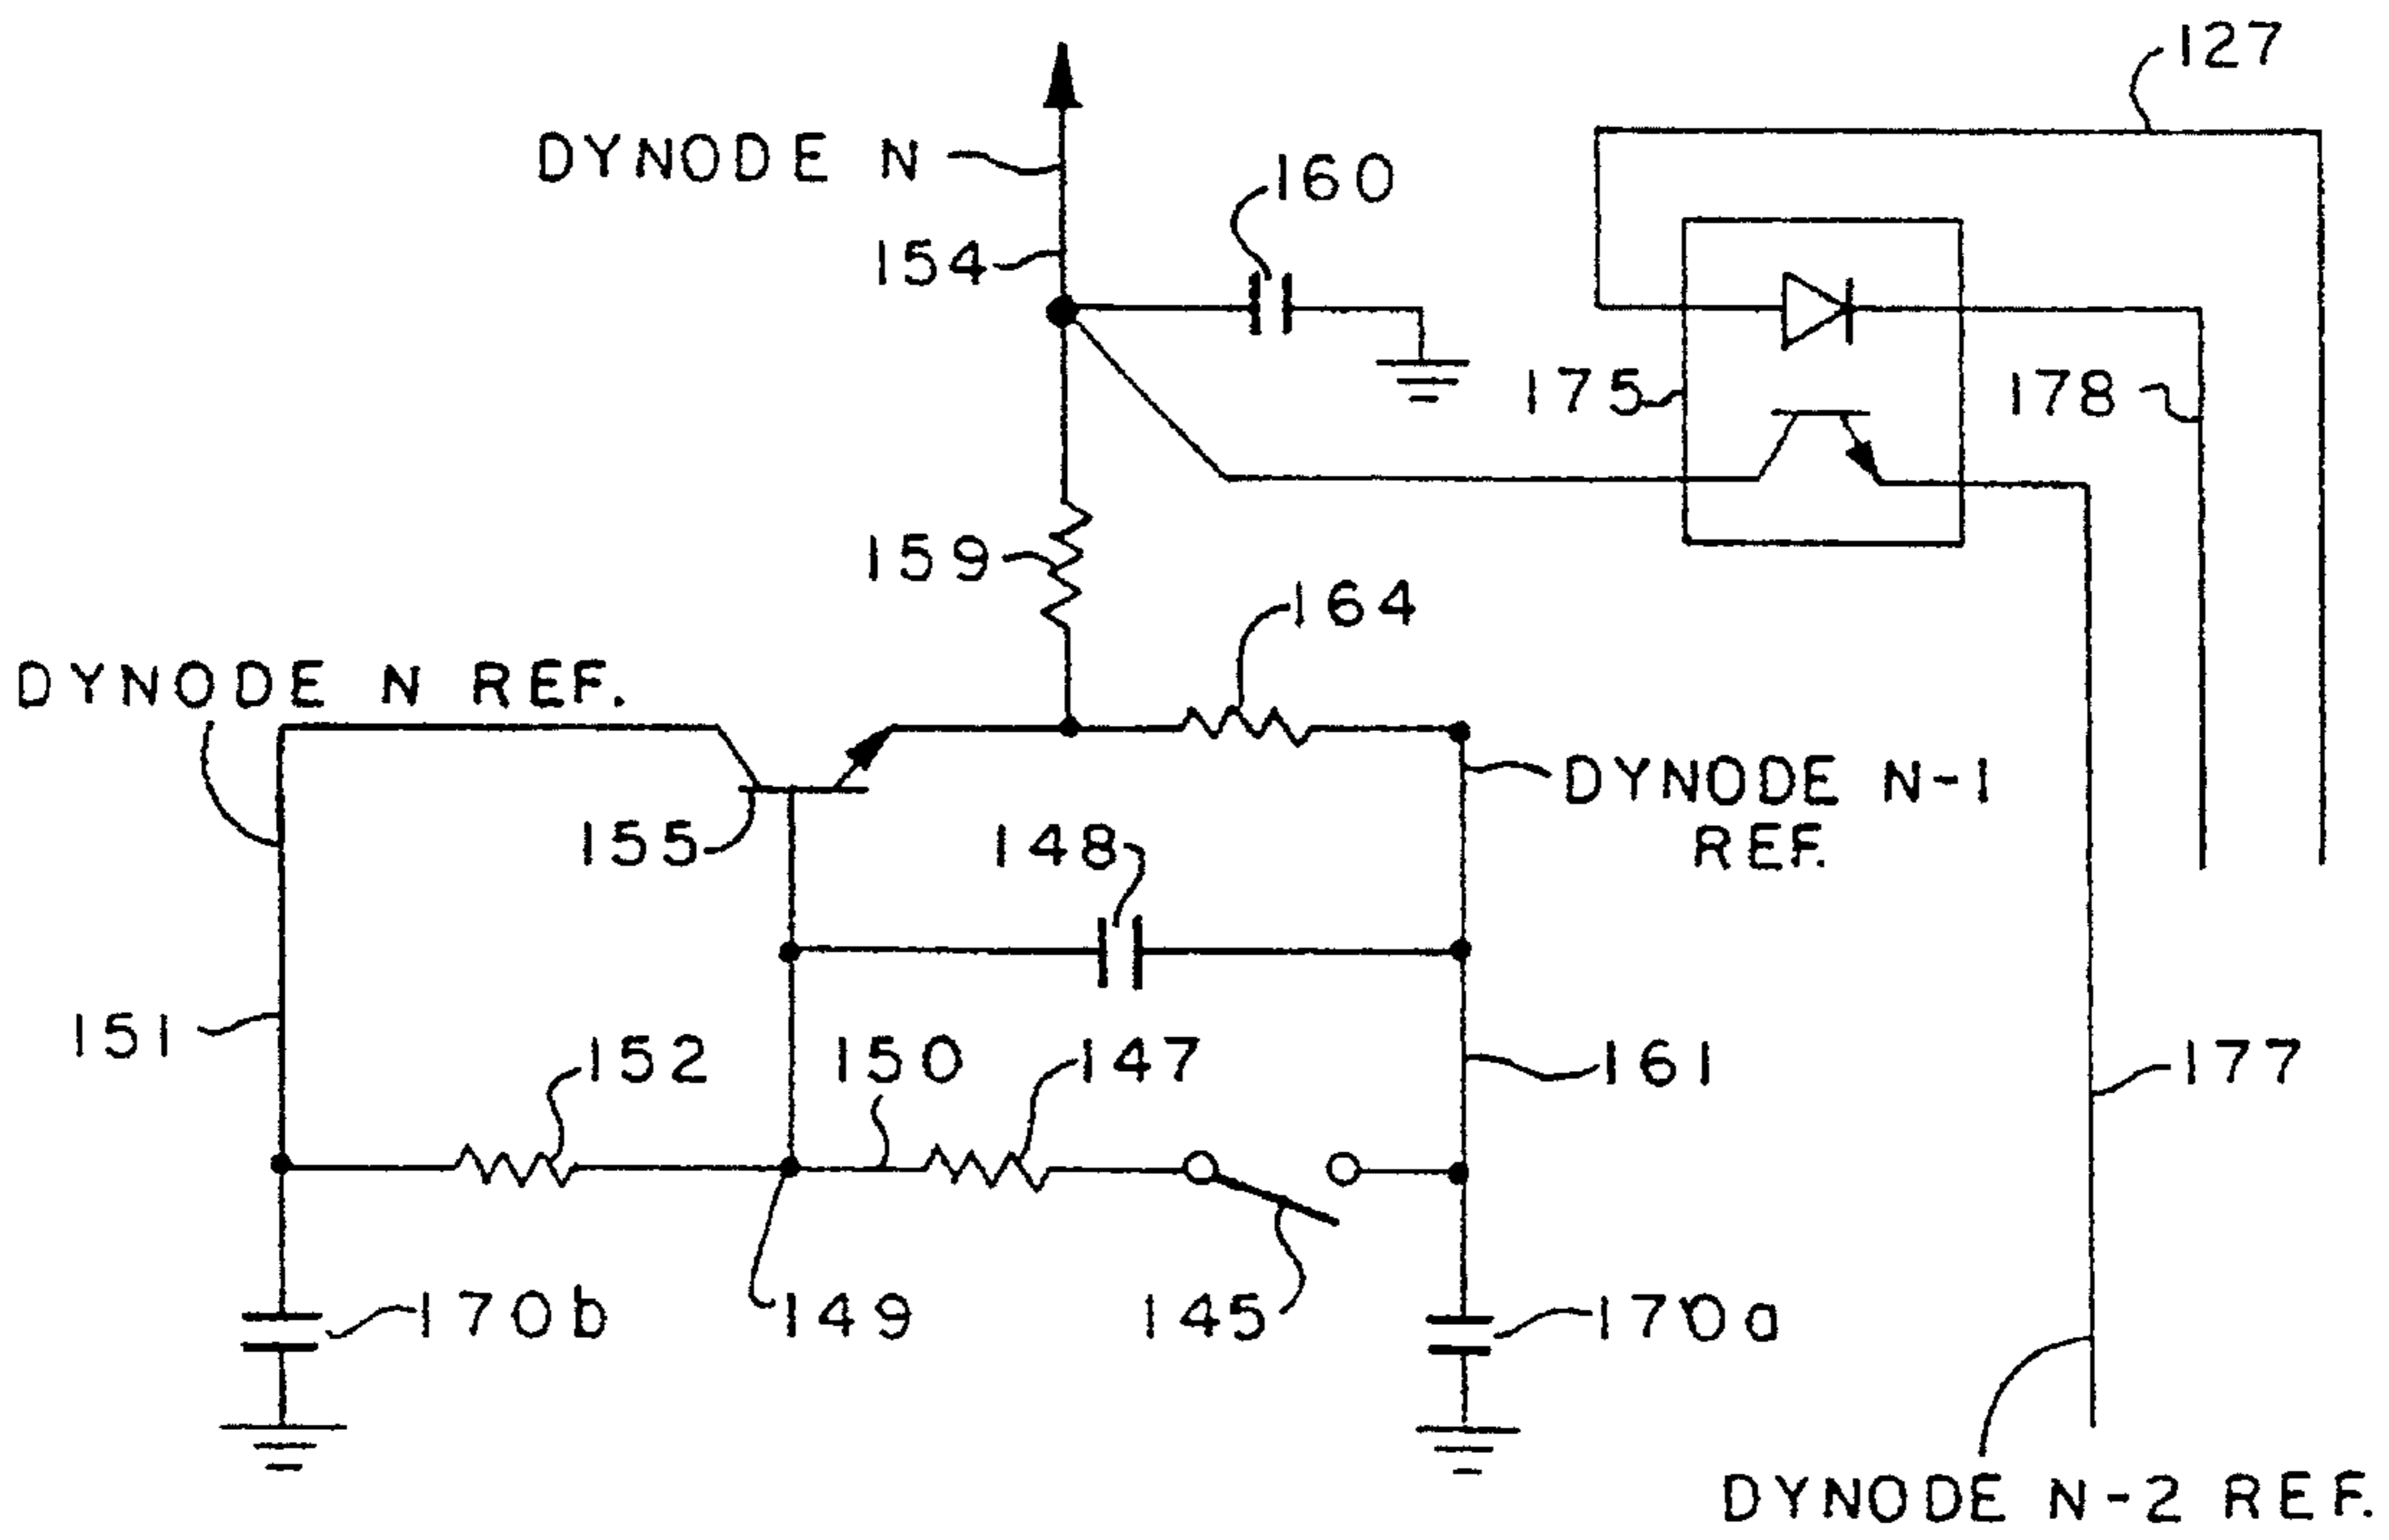 127
DYNODE N
160
154
175
178
159
164
DYNODE N REF.
DYNODE N-1
REF.
155
148
151
152
150
147
161
177
170b
149
145
170a
DYNODE N-2 REF.